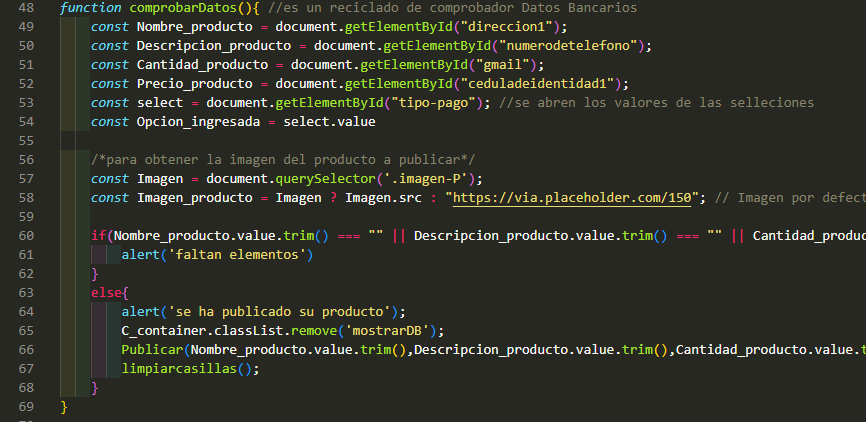 48 function comprobarDatos(){ //es un reciclado de comprobador Datos Bancarios
49 const Nombre_producto = document.getElementById("direccion1");
50 const Descripcion_producto = document.getElementById("numerodetelefono");
51 const Cantidad_producto = document.getElementById("gmail");
52 const Precio_producto = document.getElementById("ceduladeidentidad1");
53 const select = document.getElementById("tipo-pago"); //se abren los valores de las selleciones
54 const Opcion_ingresada = select.value
55
56 /*para obtener la imagen del producto a publicar*/
57 const Imagen = document.querySelector('.imagen-P');
58 const Imagen_producto = Imagen ? Imagen.src : "https://via.placeholder.com/150"; // Imagen por defect
59
60 if(Nombre_producto.value.trim() === "" || Descripcion_producto.value.trim() === "" || Cantidad_produc
61 alert('faltan elementos')
62 }
63 else{
64 alert('se ha publicado su producto');
65 C_container.classList.remove('mostrarDB');
66 Publicar(Nombre_producto.value.trim(),Descripcion_producto.value.trim(),Cantidad_producto.value.t
67 limpiarcasillas();
68 }
69 }